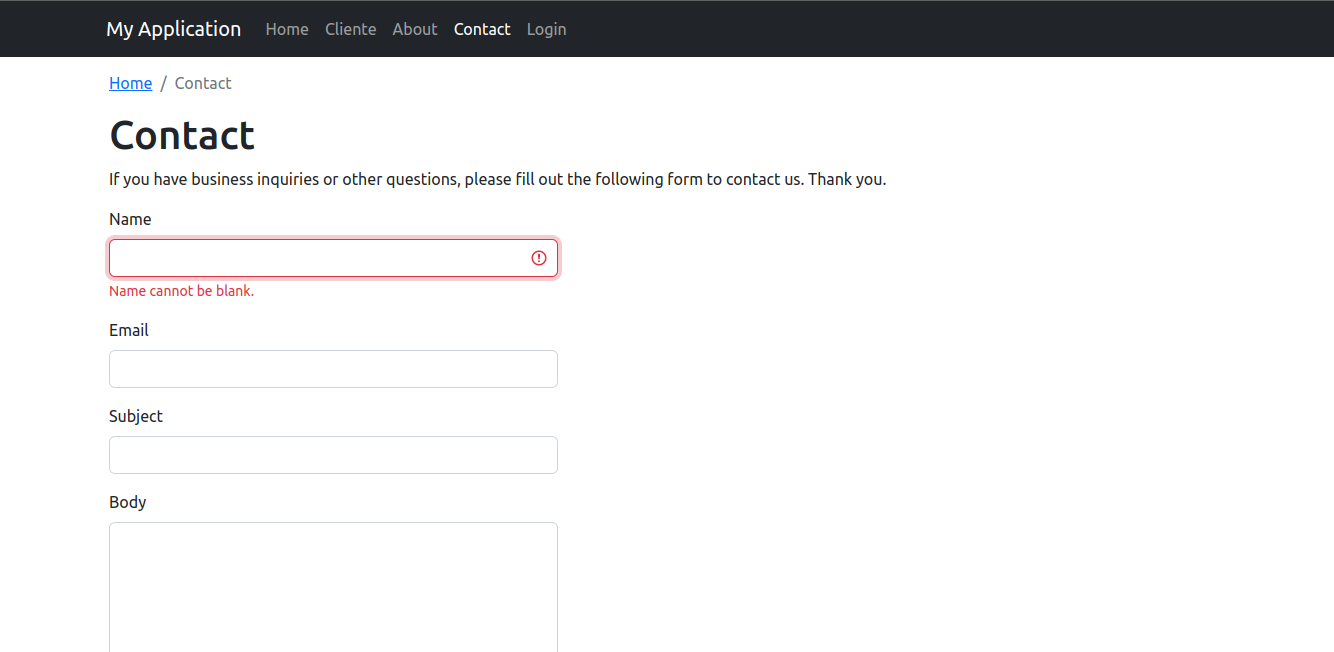 My Application Home Cliente About Contact Login
Home / Contact
Contact
If you have business inquiries or other questions, please fill out the following form to contact us. Thank you.
Name
Name cannot be blank.
Email
Subject
Body